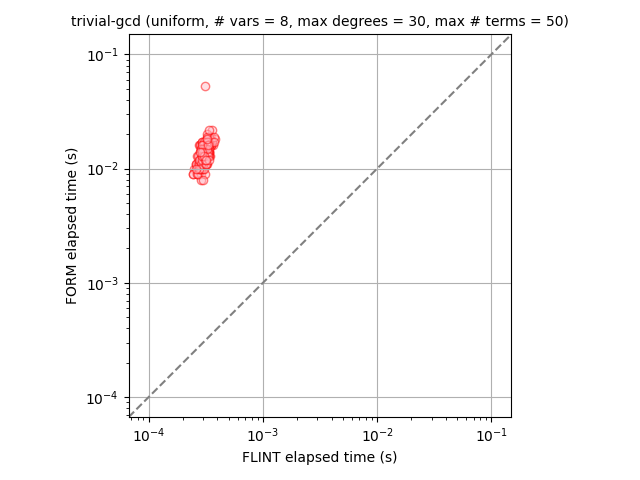 trivial-gcd (uniform, # vars = 8, max degrees = 30, max # terms = 50)
FORM elapsed time (s)
10⁻¹
10⁻²
10⁻³
10⁻⁴
10⁻⁴ 10⁻³ 10⁻² 10⁻¹
FLINT elapsed time (s)